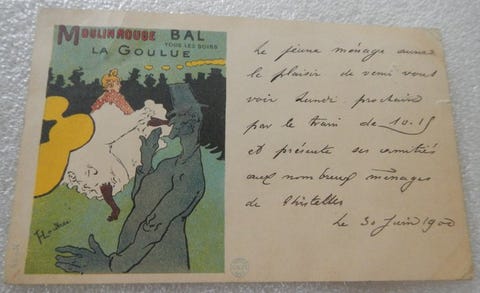 MOULIN ROUGE BAL
TOUS LES SOIRS
LA GOULUE
Le jeune ménage aura
le plaisir de venir vous
voir Lundi prochain
par le train de 10.15
et présente ses amitiés
aux nombreux ménages
de
Le 30 Juin 1900